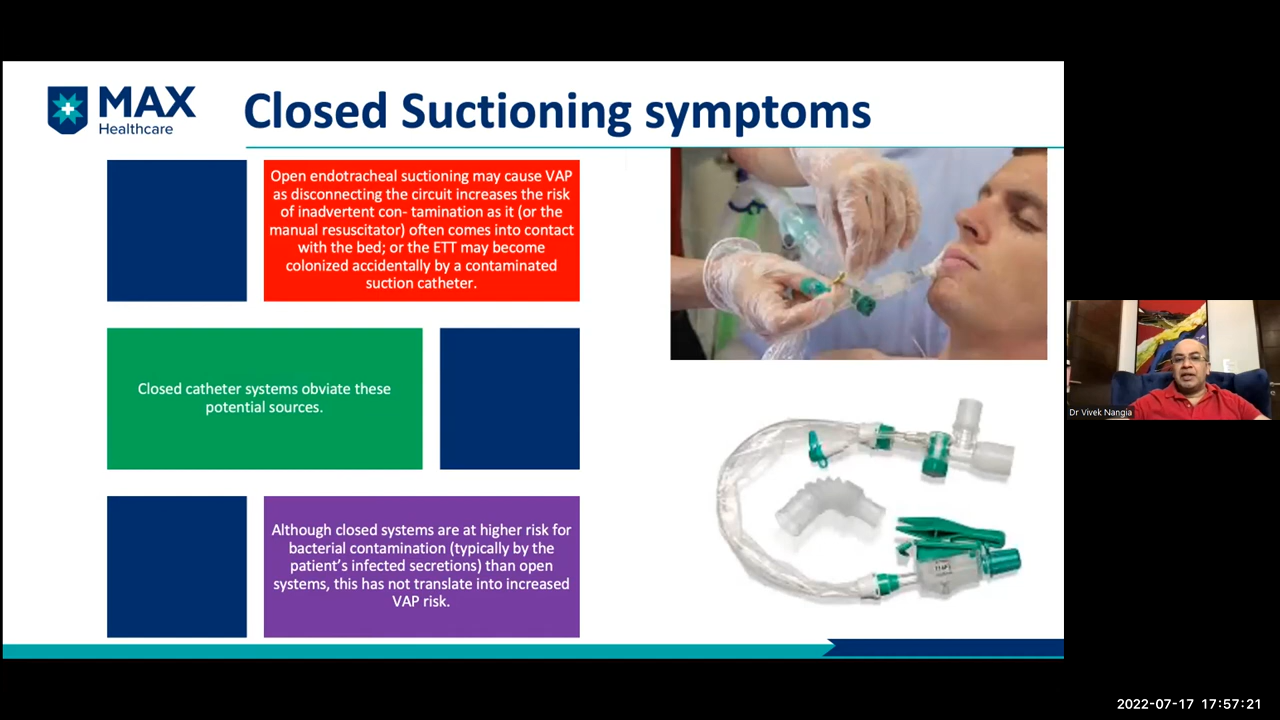 MAX
Healthcare
Closed Suctioning symptoms
Open endotracheal suctioning may cause VAP
as disconnecting the circuit increases the risk
of inadvertent con- tamination as it (or the
manual resuscitator) often comes into contact
with the bed; or the ETT may become
colonized accidentally by a contaminated
suction catheter.
Closed catheter systems obviate these
potential sources.
Although closed systems are at higher risk for
bacterial contamination (typically by the
patient's infected secretions) than open
systems, this has not translate into increased
VAP risk.
Dr Vivek Nangia
2022-07-17 17:57:21